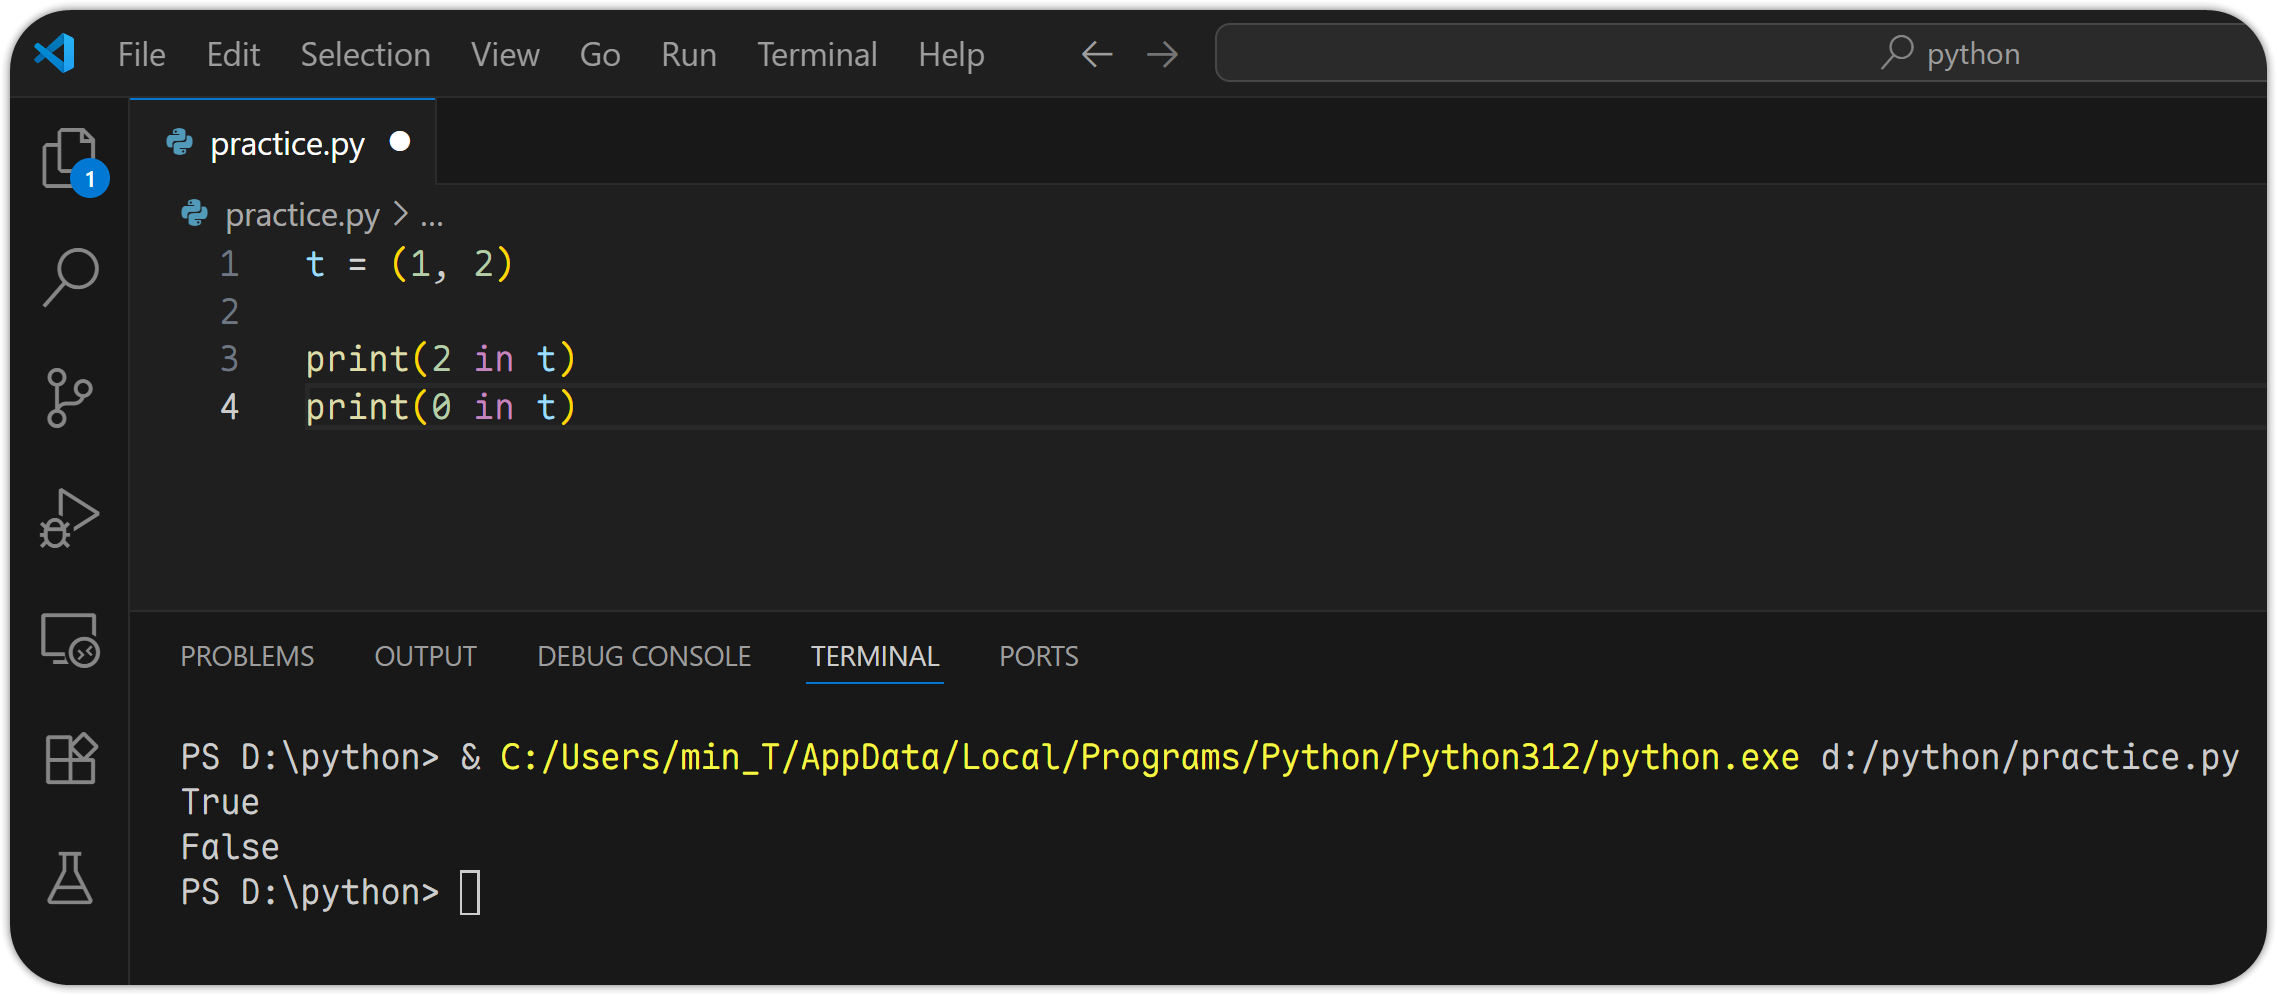 File Edit Selection View Go Run Terminal Help python
practice.py
1
practice.py > ...
1 t = (1, 2)
2
3 print(2 in t)
4 print(0 in t)
PROBLEMS OUTPUT DEBUG CONSOLE TERMINAL PORTS
PS D:\python> & C:/Users/min_T/AppData/Local/Programs/Python/Python312/python.exe d:/python/practice.py
True
False
PS D:\python>